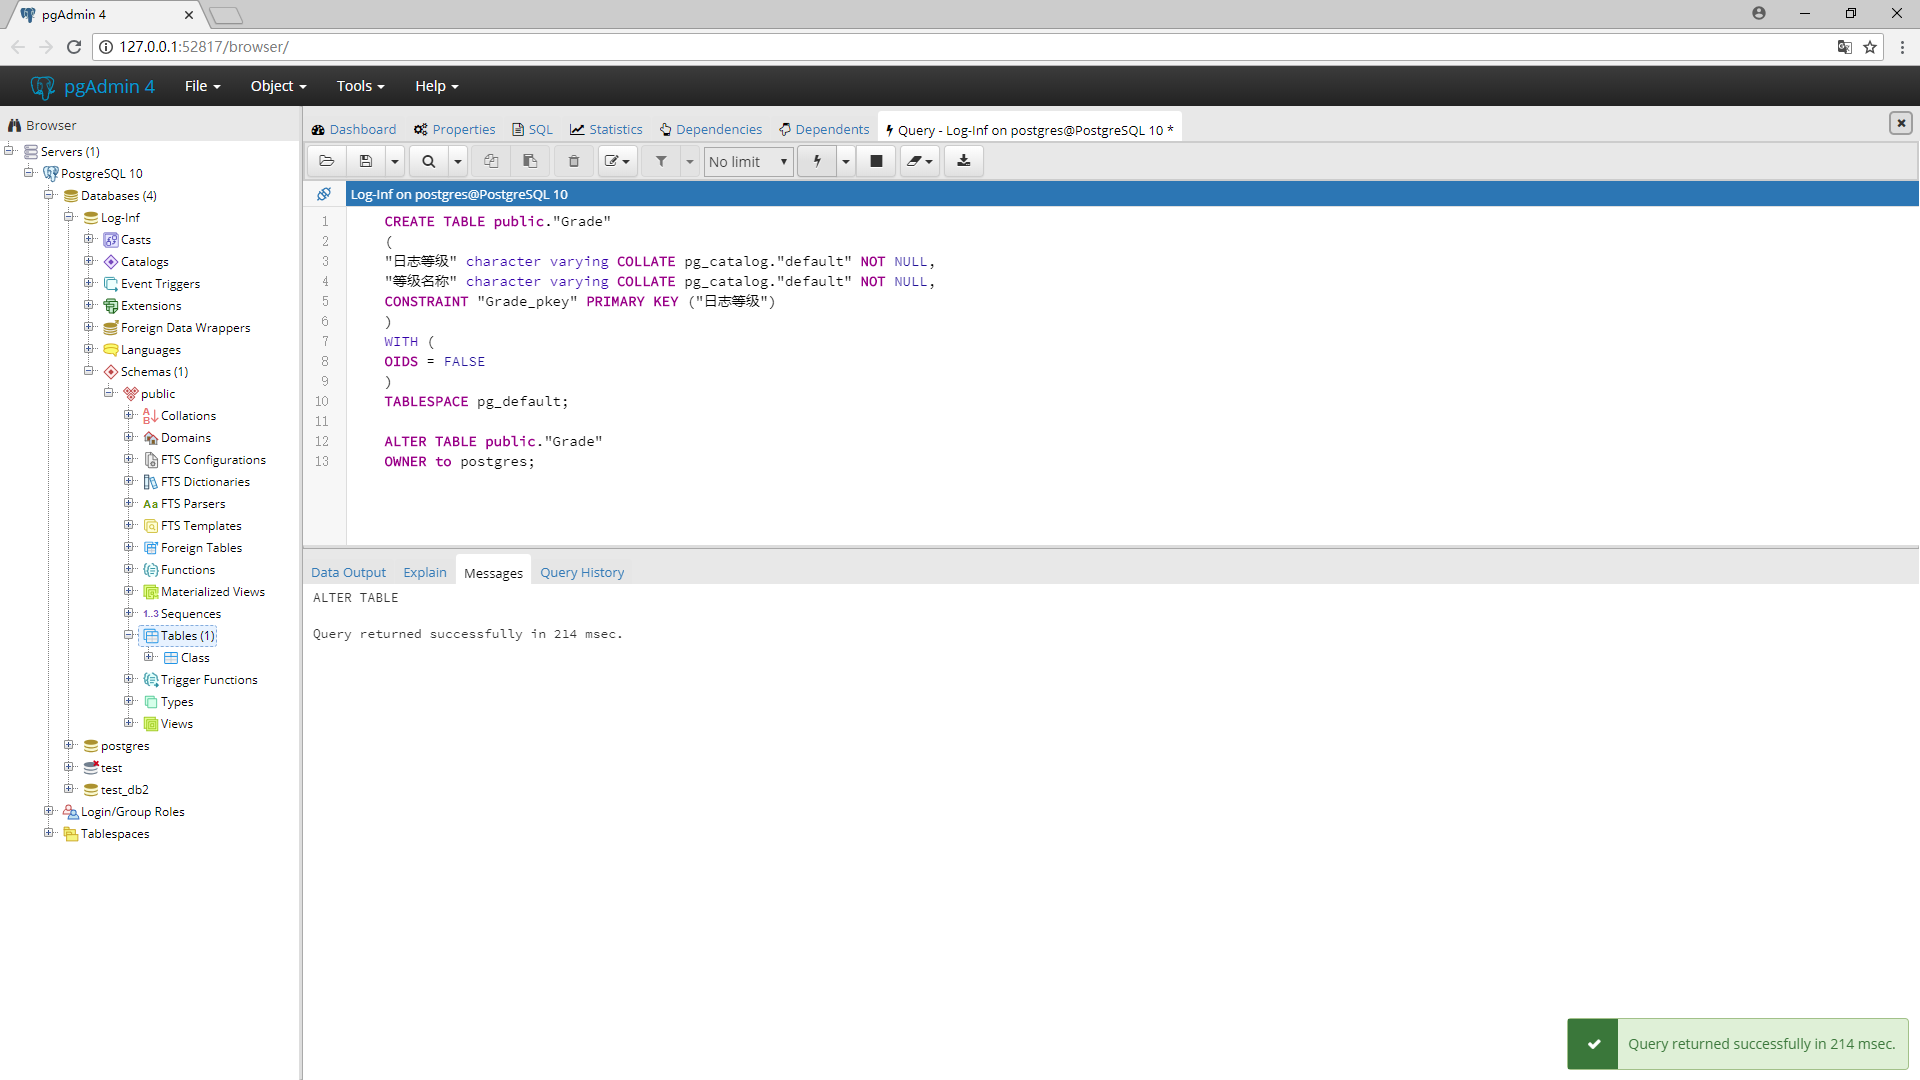 pgAdmin 4
127.0.0.1:52817/browser/
pgAdmin 4 File Object Tools Help
Browser
Servers (1)
PostgreSQL 10
Databases (4)
Log-Inf
Casts
Catalogs
Event Triggers
Extensions
Foreign Data Wrappers
Languages
Schemas (1)
public
Collations
Domains
FTS Configurations
FTS Dictionaries
Aa FTS Parsers
FTS Templates
Foreign Tables
Functions
Materialized Views
1..3 Sequences
Tables (1)
Class
Trigger Functions
Types
Views
postgres
test
test_db2
Login/Group Roles
Tablespaces
Dashboard Properties SQL Statistics Dependencies Dependents Query - Log-Inf on postgres@PostgreSQL 10 *
No limit
Log-Inf on postgres@PostgreSQL 10
1 CREATE TABLE public."Grade"
2 (
3 "日志等级" character varying COLLATE pg_catalog."default" NOT NULL,
4 "等级名称" character varying COLLATE pg_catalog."default" NOT NULL,
5 CONSTRAINT "Grade_pkey" PRIMARY KEY ("日志等级")
6 )
7 WITH (
8 OIDS = FALSE
9 )
10 TABLESPACE pg_default;
11
12 ALTER TABLE public."Grade"
13 OWNER to postgres;
Data Output Explain Messages Query History
ALTER TABLE
Query returned successfully in 214 msec.
Query returned successfully in 214 msec.